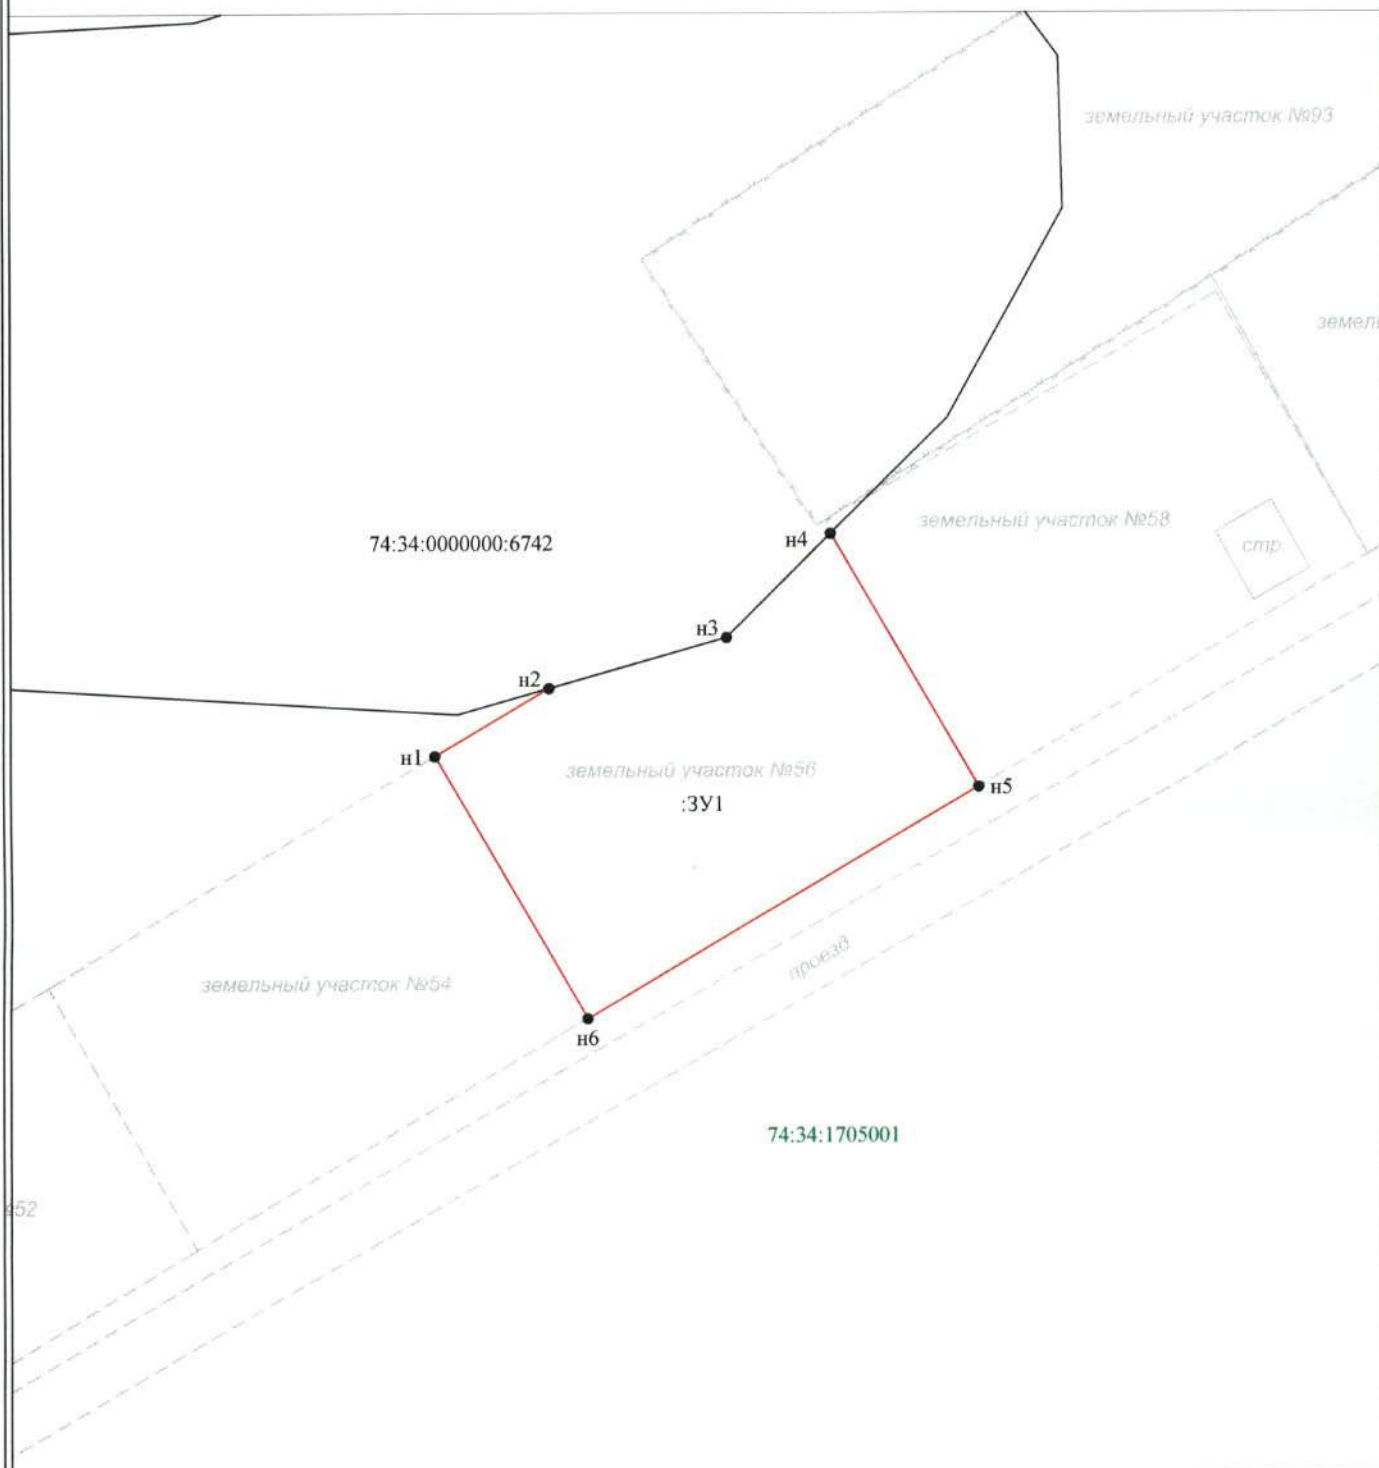 земельный участок №93
земел
земельный участок №58
стр.
74:34:0000000:6742
н4
н3
н2
н1
земельный участок №56
:ЗУ1
н5
проезд
земельный участок №54
н6
74:34:1705001
№52